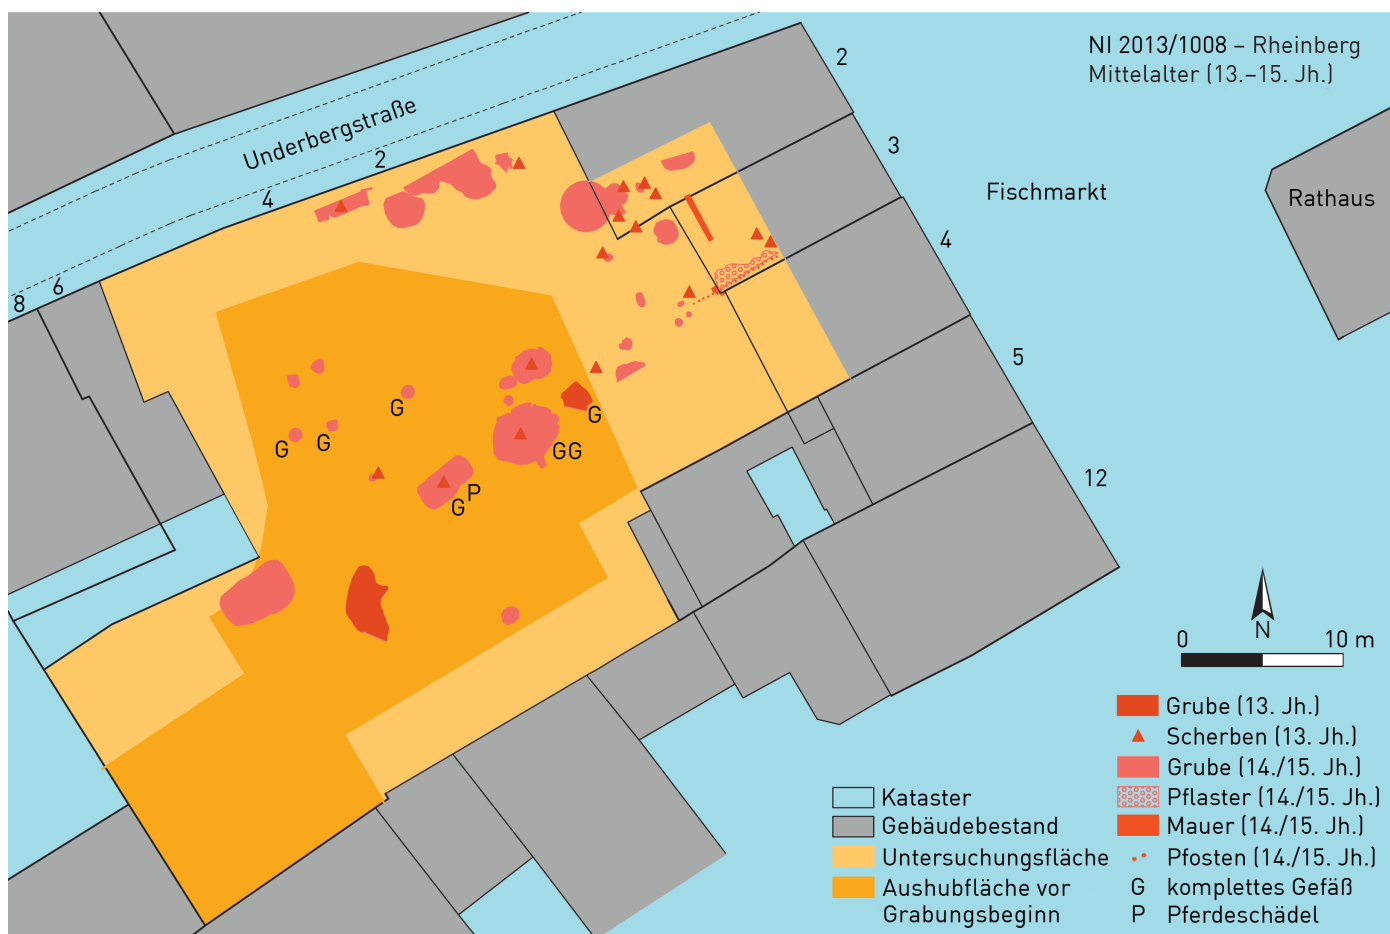 NI 2013/1008 – Rheinberg
Mittelalter (13.–15. Jh.)
Underbergstraße
2
4
6
8
2
3
4
5
12
Fischmarkt
Rathaus
G
G
G
G
GG
G
P
N
0
10 m
Kataster
Gebäudebestand
Untersuchungsfläche
Aushubfläche vor
Grabungsbeginn
Grube (13. Jh.)
Scherben (13. Jh.)
Grube (14./15. Jh.)
Pflaster (14./15. Jh.)
Mauer (14./15. Jh.)
Pfosten (14./15. Jh.)
G komplettes Gefäß
P Pferdeschädel